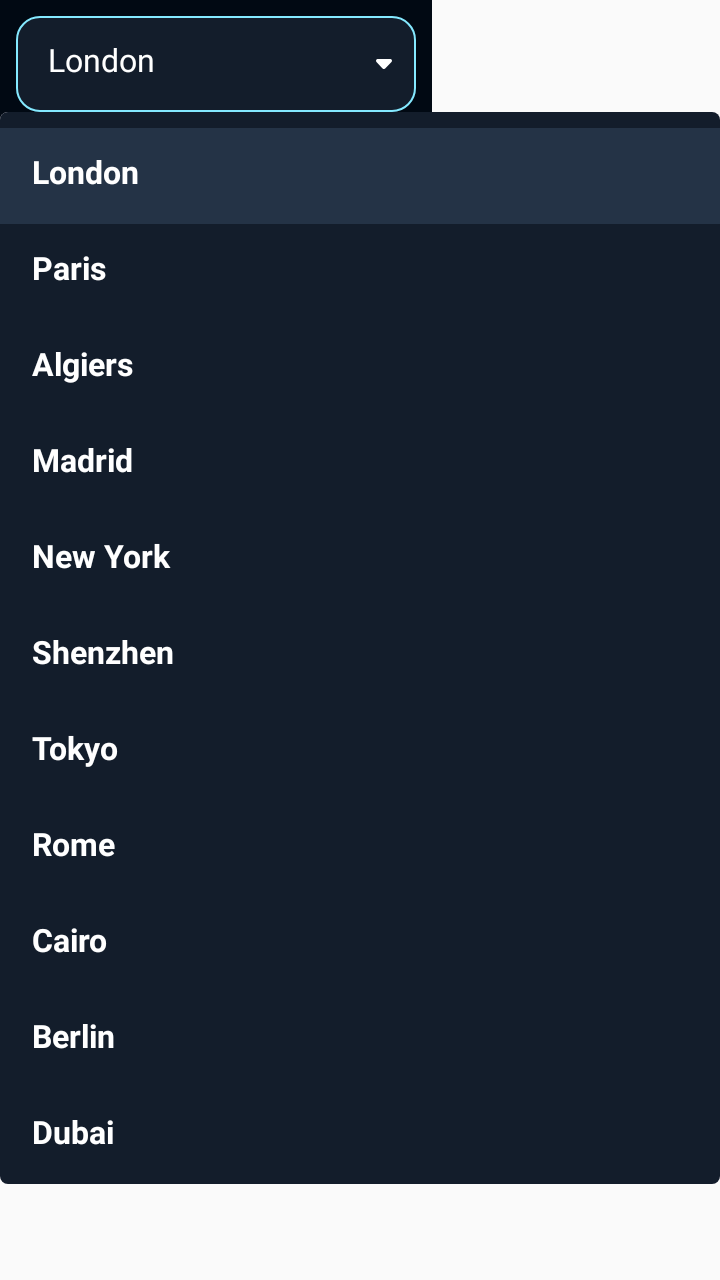 London
London
Paris
Algiers
Madrid
New York
Shenzhen
Tokyo
Rome
Cairo
Berlin
Dubai